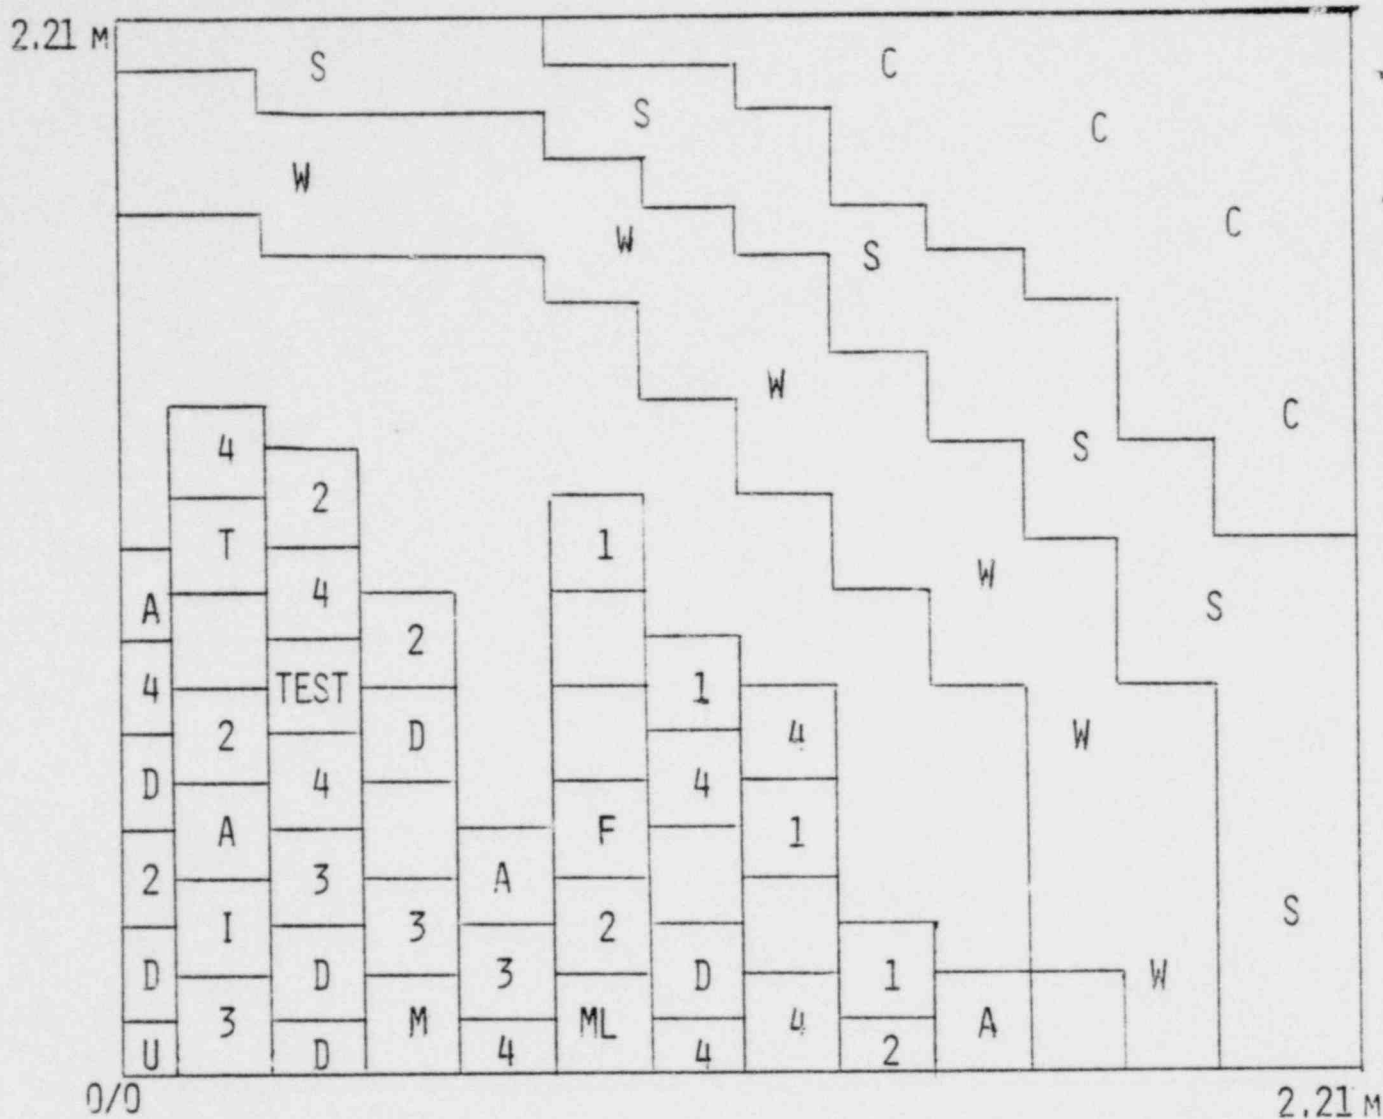 2.21 M
S C
S C
W
C
W S
W
C
4 S
2
T 1
4 W
A S
2
4 TEST 1
2 D 4 W
D 4 4
A F 1
2 3 A S
I 3 2
D D 3 D 1 W
3 M ML 4 A
U D 4 4 2
0/0 2.21 M